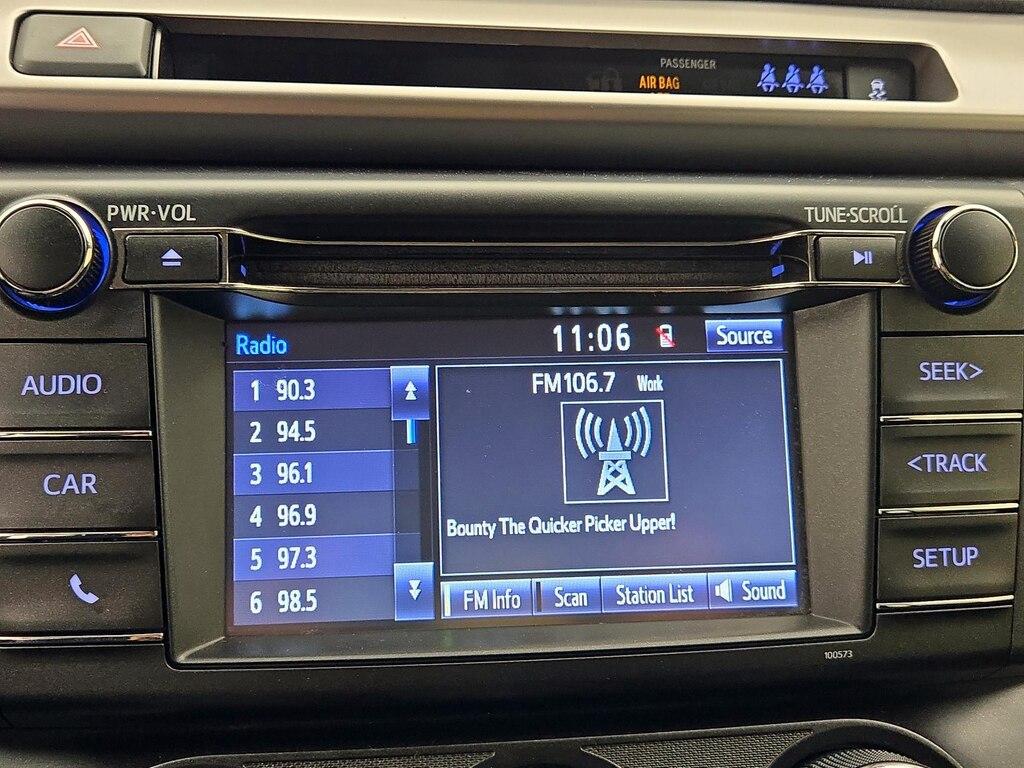 PASSENGER
AIR BAG
PWR·VOL
TUNE·SCROLL
AUDIO
CAR
SEEK>
<TRACK
SETUP
Radio
11:06
Source
1 90.3
2 94.5
3 96.1
4 96.9
5 97.3
6 98.5
FM106.7 Work
Bounty The Quicker Picker Upper!
FM Info
Scan
Station List
Sound
100573